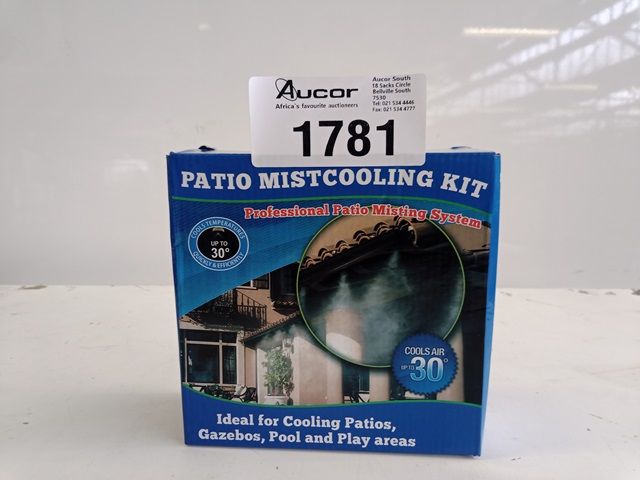 Aucor
Africa's favourite auctioneers
Aucor South
18 Sacks Circle
Bellville South
7530
Tel: 021 534 4446
Fax: 021 534 4777
1781
PATIO MISTCOOLING KIT
Professional Patio Misting System
COOLS TEMPERATURES
UP TO
30°
QUICKLY & EFFICIENTLY
COOLS AIR
UP TO
30°
Ideal for Cooling Patios,
Gazebos, Pool and Play areas